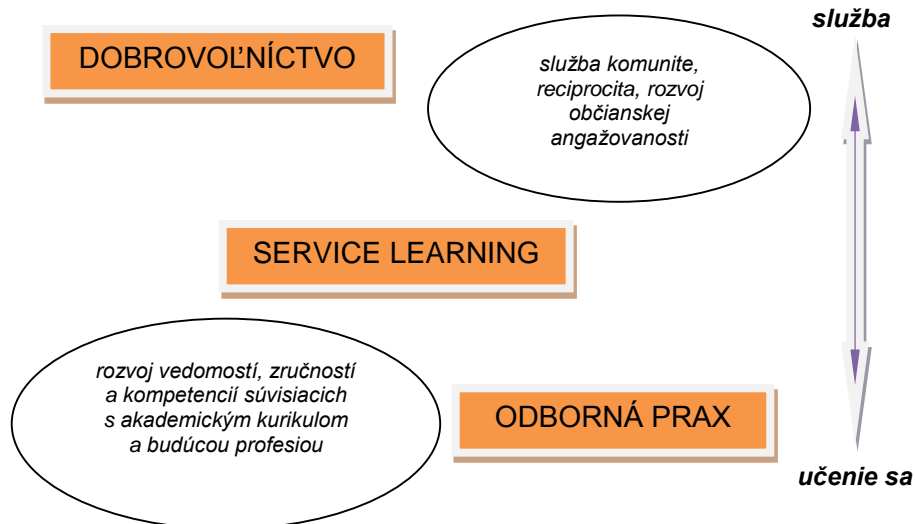 služba
DOBROVOĽNÍCTVO
služba komunite,
reciprocita, rozvoj
občianskej
angažovanosti
SERVICE LEARNING
rozvoj vedomostí, zručností
a kompetencií súvisiacich
s akademickým kurikulom
a budúcou profesiou
ODBORNÁ PRAX
učenie sa